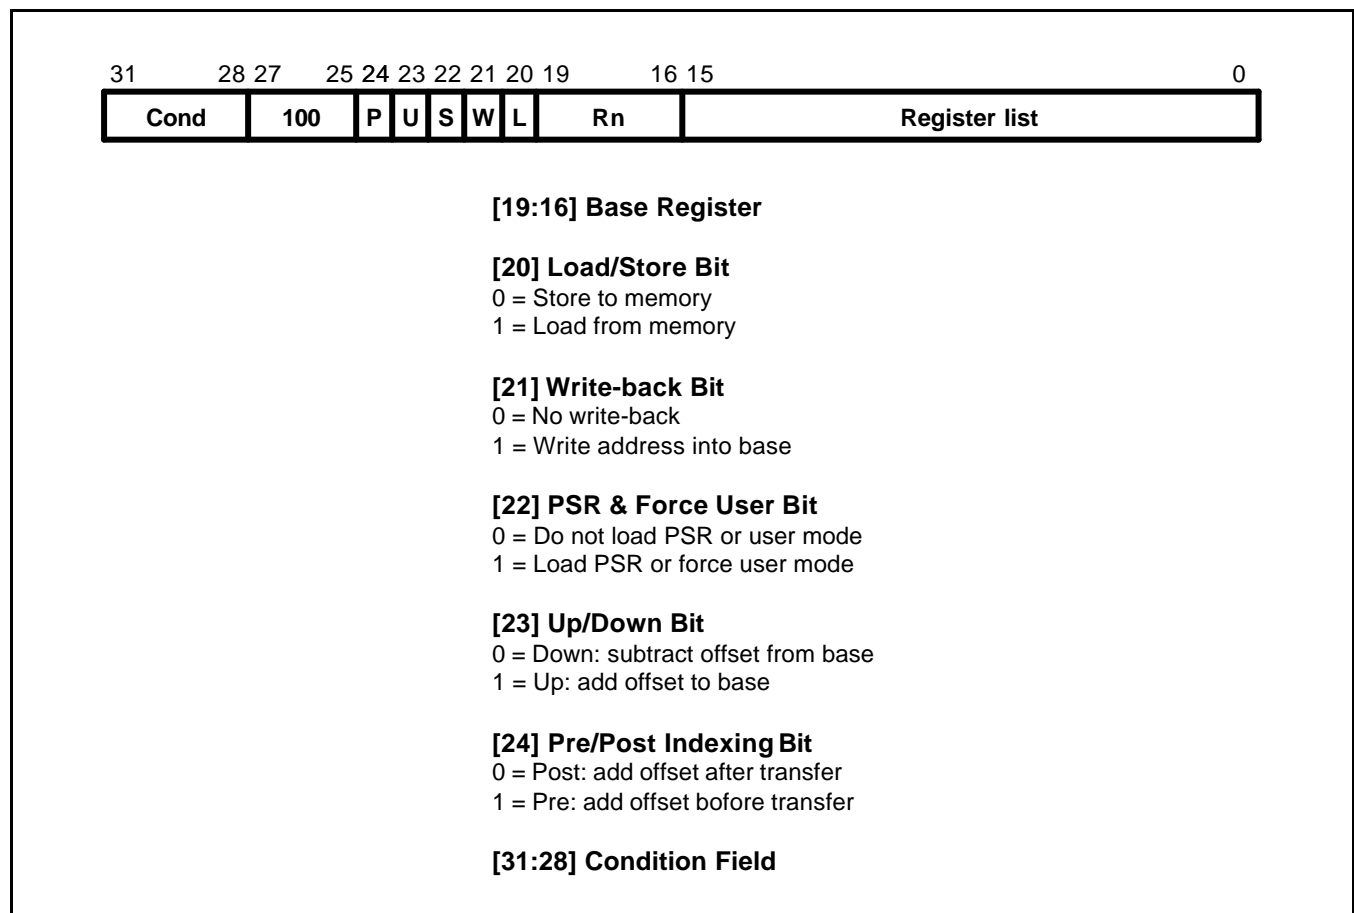 31 28 27 25 24 23 22 21 20 19 16 15 0
Cond 100 P U S W L Rn Register list
[19:16] Base Register
[20] Load/Store Bit
0 = Store to memory
1 = Load from memory
[21] Write-back Bit
0 = No write-back
1 = Write address into base
[22] PSR & Force User Bit
0 = Do not load PSR or user mode
1 = Load PSR or force user mode
[23] Up/Down Bit
0 = Down: subtract offset from base
1 = Up: add offset to base
[24] Pre/Post Indexing Bit
0 = Post: add offset after transfer
1 = Pre: add offset bofore transfer
[31:28] Condition Field